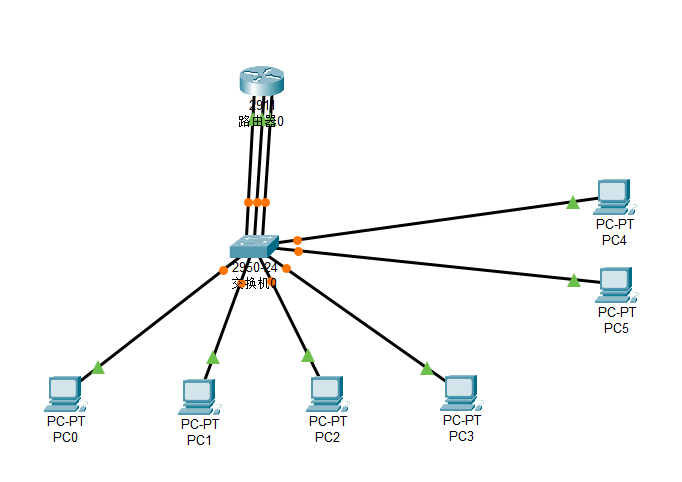 2911
路由器0
PC-PT
PC4
2950-24
交换机0
PC-PT
PC5
PC-PT
PC0
PC-PT
PC1
PC-PT
PC2
PC-PT
PC3